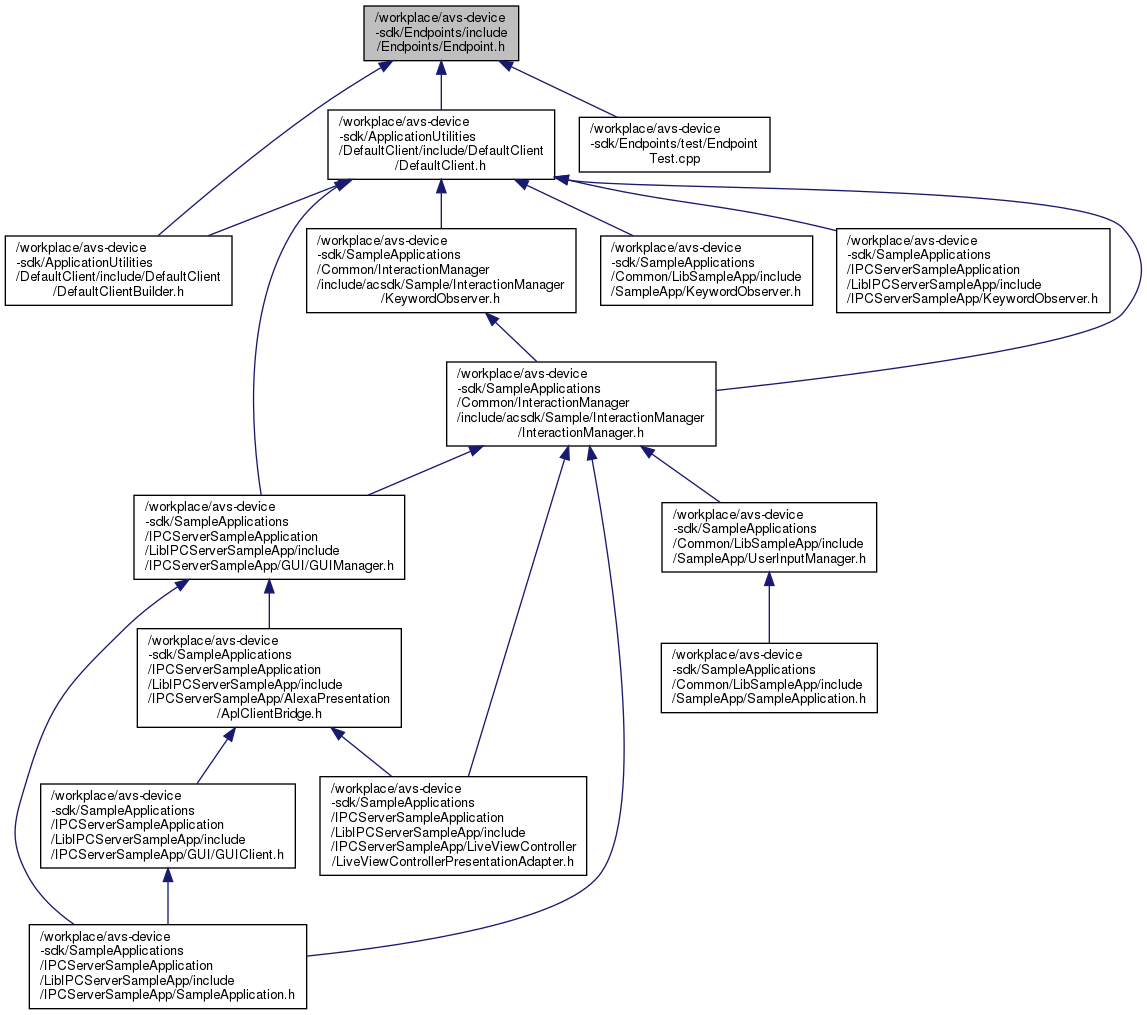 /workplace/avs-device
-sdk/Endpoints/include
/Endpoints/Endpoint.h
/workplace/avs-device
-sdk/ApplicationUtilities
/DefaultClient/include/DefaultClient
/DefaultClient.h
/workplace/avs-device
-sdk/Endpoints/test/Endpoint
Test.cpp
/workplace/avs-device
-sdk/ApplicationUtilities
/DefaultClient/include/DefaultClient
/DefaultClientBuilder.h
/workplace/avs-device
-sdk/SampleApplications
/Common/InteractionManager
/include/acsdk/Sample/InteractionManager
/KeywordObserver.h
/workplace/avs-device
-sdk/SampleApplications
/Common/LibSampleApp/include
/SampleApp/KeywordObserver.h
/workplace/avs-device
-sdk/SampleApplications
/IPCServerSampleApplication
/LibIPCServerSampleApp/include
/IPCServerSampleApp/KeywordObserver.h
/workplace/avs-device
-sdk/SampleApplications
/Common/InteractionManager
/include/acsdk/Sample/InteractionManager
/InteractionManager.h
/workplace/avs-device
-sdk/SampleApplications
/IPCServerSampleApplication
/LibIPCServerSampleApp/include
/IPCServerSampleApp/GUI/GUIManager.h
/workplace/avs-device
-sdk/SampleApplications
/Common/LibSampleApp/include
/SampleApp/UserInputManager.h
/workplace/avs-device
-sdk/SampleApplications
/IPCServerSampleApplication
/LibIPCServerSampleApp/include
/IPCServerSampleApp/AlexaPresentation
/AplClientBridge.h
/workplace/avs-device
-sdk/SampleApplications
/Common/LibSampleApp/include
/SampleApp/SampleApplication.h
/workplace/avs-device
-sdk/SampleApplications
/IPCServerSampleApplication
/LibIPCServerSampleApp/include
/IPCServerSampleApp/GUI/GUIClient.h
/workplace/avs-device
-sdk/SampleApplications
/IPCServerSampleApplication
/LibIPCServerSampleApp/include
/IPCServerSampleApp/LiveViewController
/LiveViewControllerPresentationAdapter.h
/workplace/avs-device
-sdk/SampleApplications
/IPCServerSampleApplication
/LibIPCServerSampleApp/include
/IPCServerSampleApp/SampleApplication.h